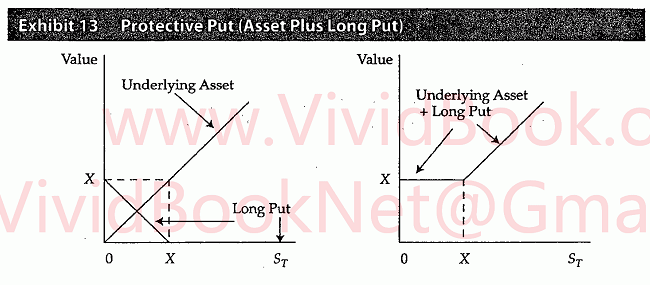 Exhibit 13 Protective Put (Asset Plus Long Put)
Value
Underlying Asset
X
Long Put
0 X S_T
Value
Underlying Asset
+ Long Put
X
0 X S_T
www.VividBook.c
VividBookNet@Gma